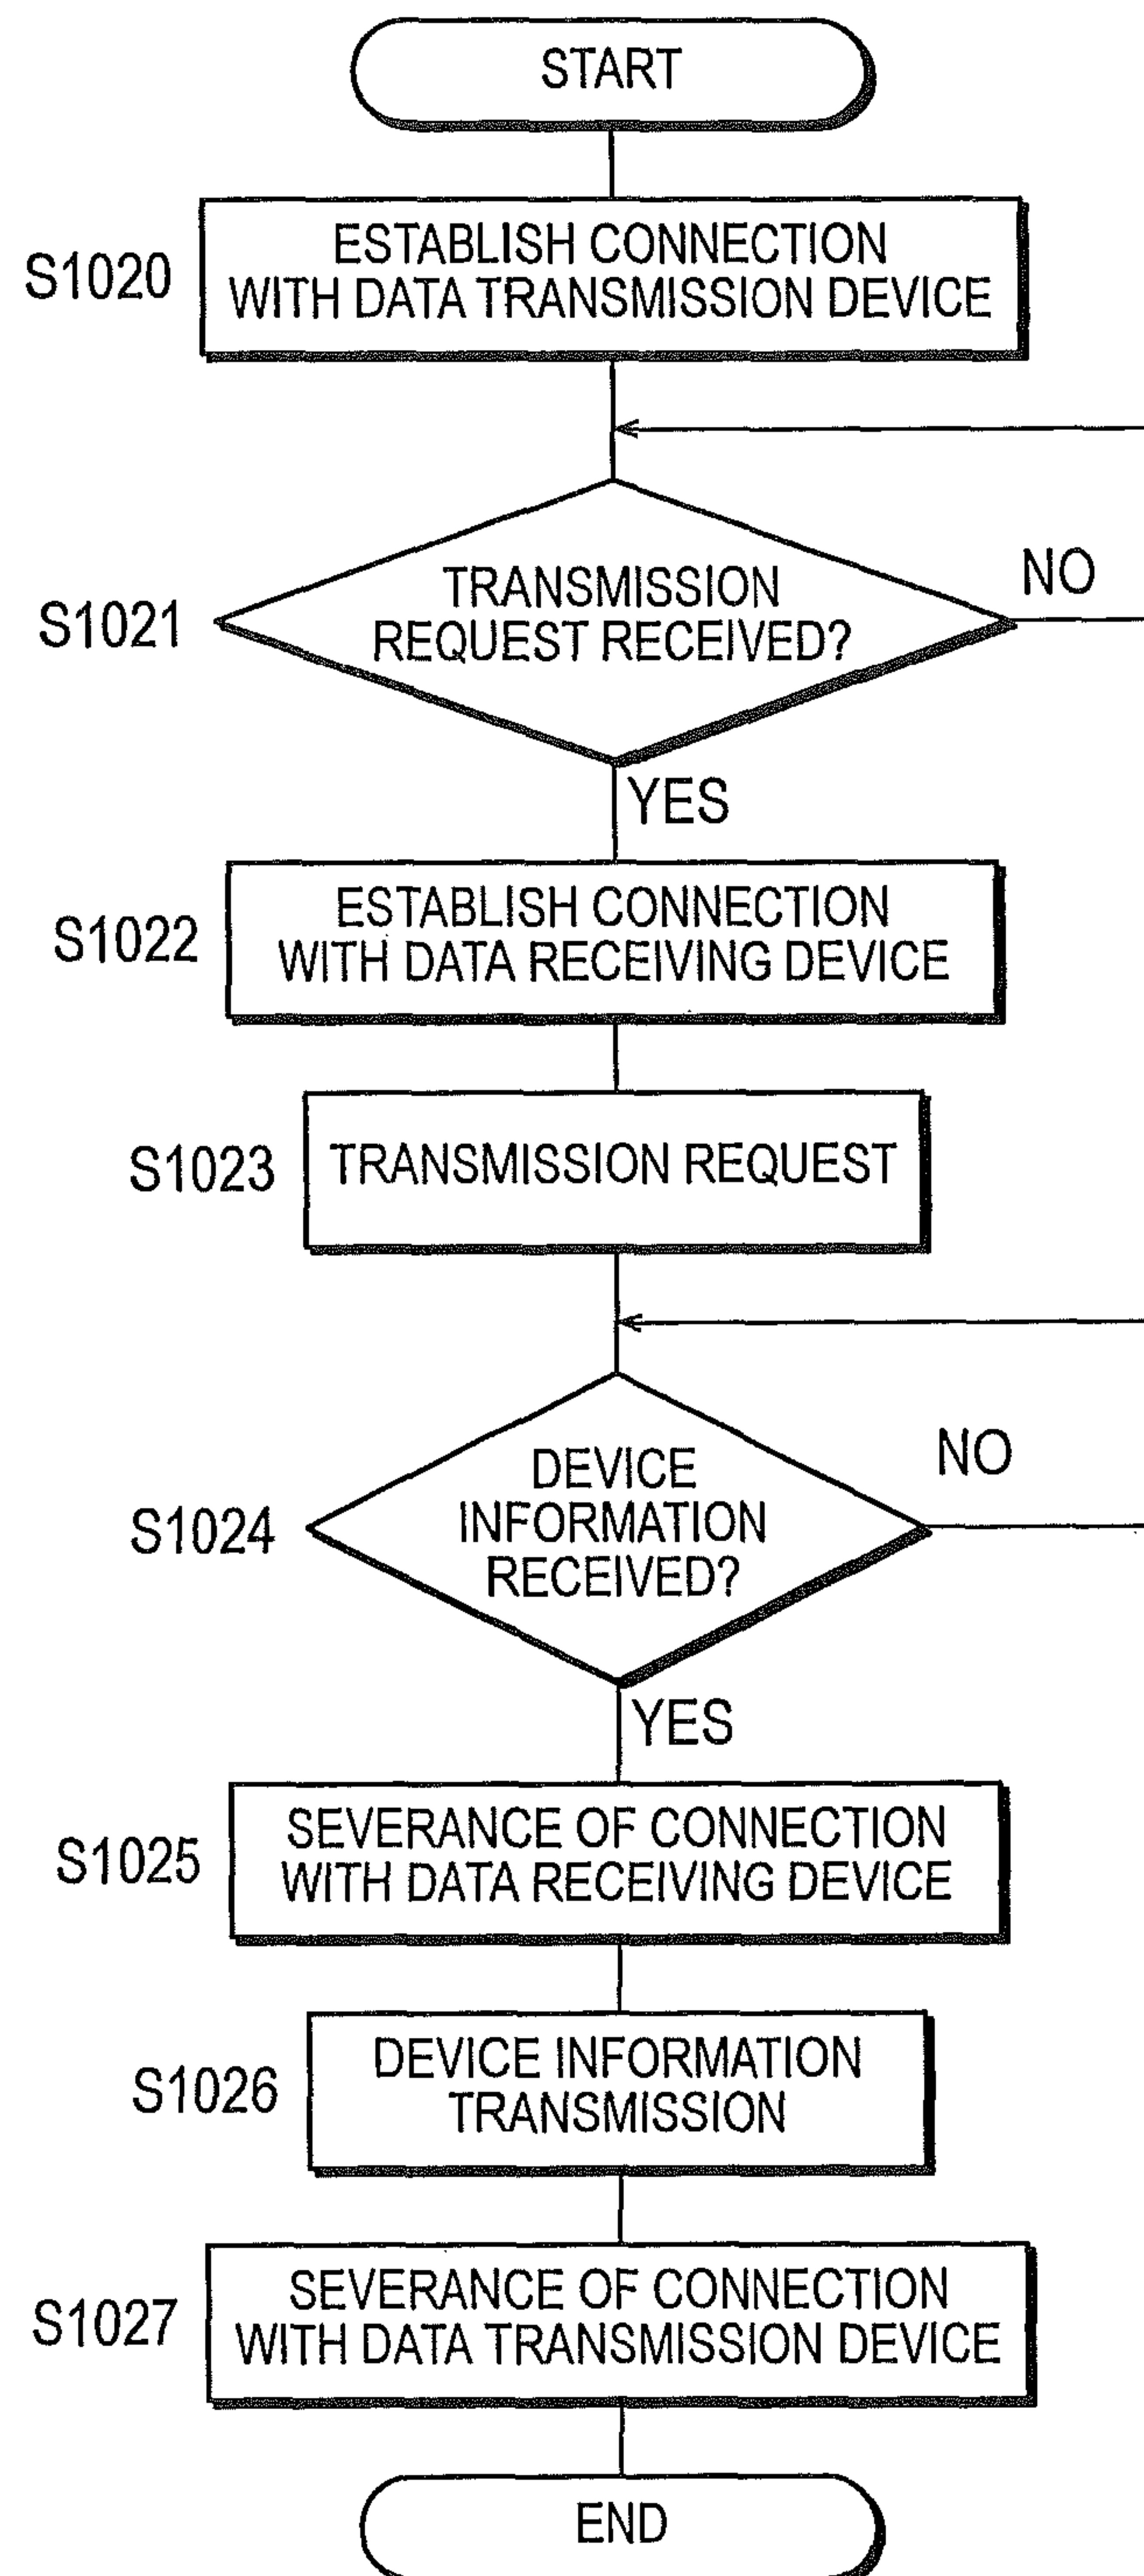 START
S1020
ESTABLISH CONNECTION
WITH DATA TRANSMISSION DEVICE
S1021
TRANSMISSION
REQUEST RECEIVED?
NO
YES
S1022
ESTABLISH CONNECTION
WITH DATA RECEIVING DEVICE
S1023
TRANSMISSION REQUEST
S1024
DEVICE
INFORMATION
RECEIVED?
NO
YES
S1025
SEVERANCE OF CONNECTION
WITH DATA RECEIVING DEVICE
S1026
DEVICE INFORMATION
TRANSMISSION
S1027
SEVERANCE OF CONNECTION
WITH DATA TRANSMISSION DEVICE
END